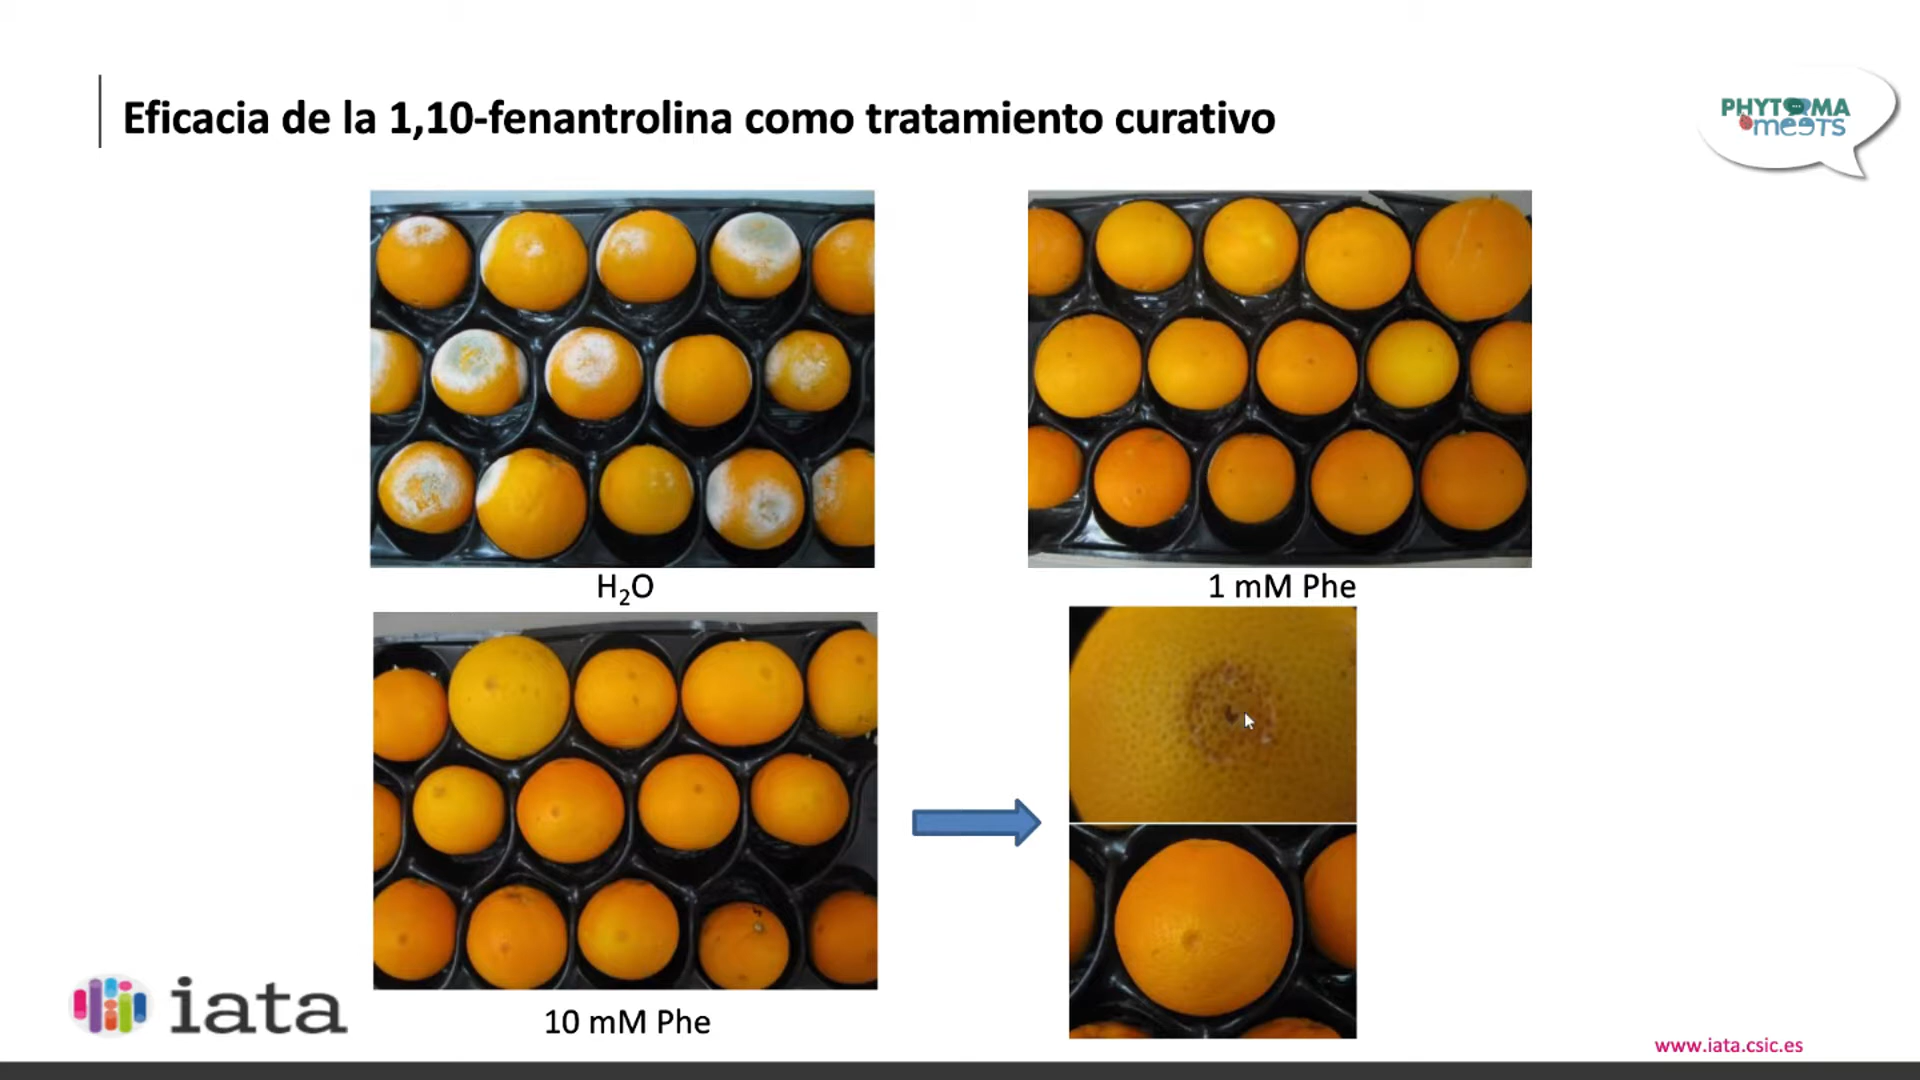 Eficacia de la 1,10-fenantrolina como tratamiento curativo
PHYTOMA
meeTs
H₂O
1 mM Phe
10 mM Phe
iata
www.iata.csic.es